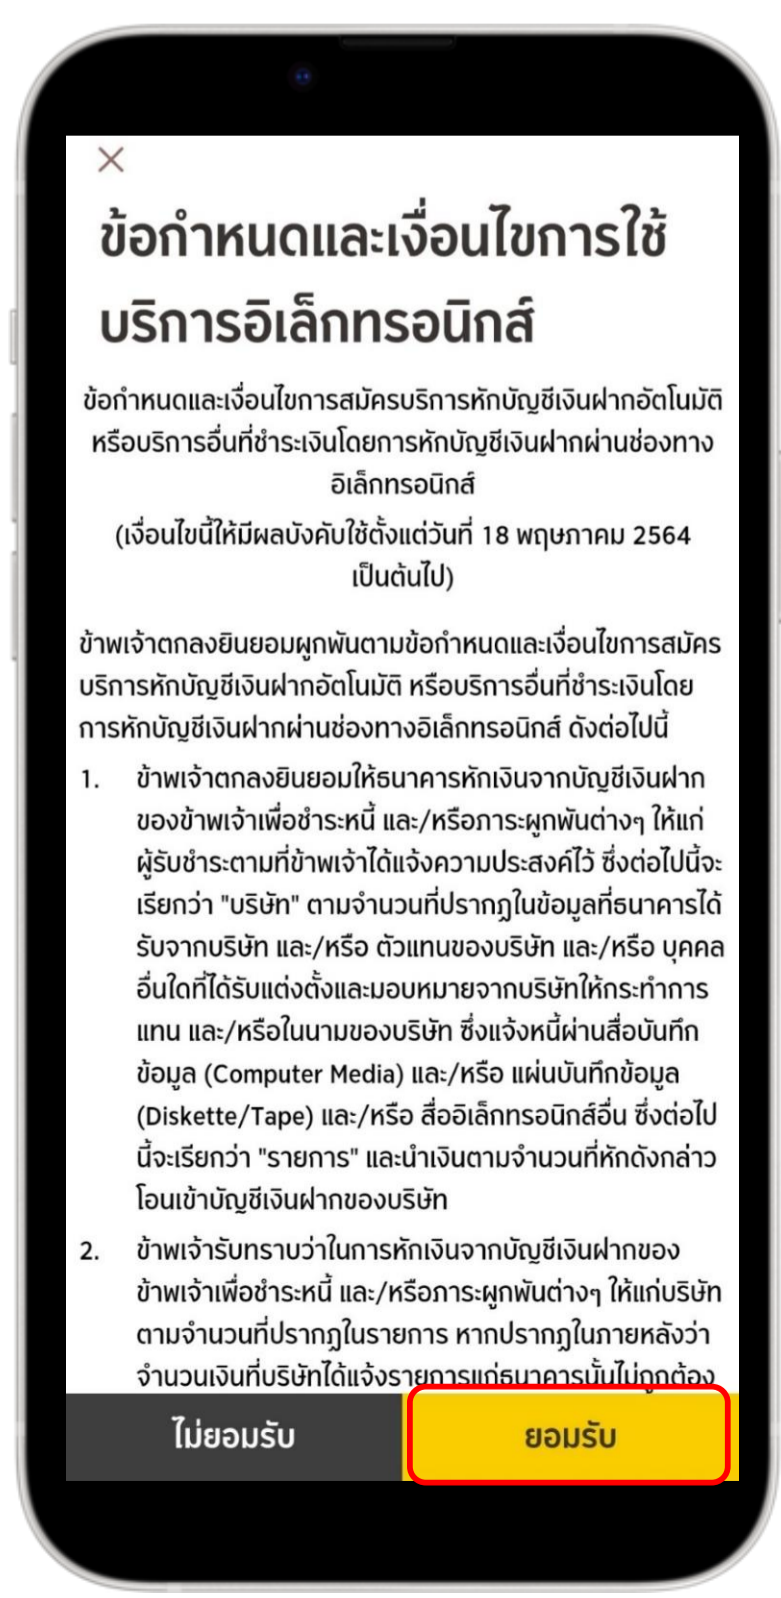 ข้อกำหนดและเงื่อนไขการใช้
บริการอิเล็กทรอนิกส์
ข้อกำหนดและเงื่อนไขการสมัครบริการหักบัญชีเงินฝากอัตโนมัติ
หรือบริการอื่นที่ชำระเงินโดยการหักบัญชีเงินฝากผ่านช่องทาง
อิเล็กทรอนิกส์
(เงื่อนไขนี้ให้มีผลบังคับใช้ตั้งแต่วันที่ 18 พฤษภาคม 2564
เป็นต้นไป)
ข้าพเจ้าตกลงยินยอมผูกพันตามข้อกำหนดและเงื่อนไขการสมัคร
บริการหักบัญชีเงินฝากอัตโนมัติ หรือบริการอื่นที่ชำระเงินโดย
การหักบัญชีเงินฝากผ่านช่องทางอิเล็กทรอนิกส์ ดังต่อไปนี้
1. ข้าพเจ้าตกลงยินยอมให้ธนาคารหักเงินจากบัญชีเงินฝาก
ของข้าพเจ้าเพื่อชำระหนี้ และ/หรือภาระผูกพันต่างๆ ให้แก่
ผู้รับชำระตามที่ข้าพเจ้าได้แจ้งความประสงค์ไว้ ซึ่งต่อไปนี้จะ
เรียกว่า "บริษัท" ตามจำนวนที่ปรากฏในข้อมูลที่ธนาคารได้
รับจากบริษัท และ/หรือ ตัวแทนของบริษัท และ/หรือ บุคคล
อื่นใดที่ได้รับแต่งตั้งและมอบหมายจากบริษัทให้กระทำการ
แทน และ/หรือในนามของบริษัท ซึ่งแจ้งหนี้ผ่านสื่อบันทึก
ข้อมูล (Computer Media) และ/หรือ แผ่นบันทึกข้อมูล
(Diskette/Tape) และ/หรือ สื่ออิเล็กทรอนิกส์อื่น ซึ่งต่อไป
นี้จะเรียกว่า "รายการ" และนำเงินตามจำนวนที่หักดังกล่าว
โอนเข้าบัญชีเงินฝากของบริษัท
2. ข้าพเจ้ารับทราบว่าในการหักเงินจากบัญชีเงินฝากของ
ข้าพเจ้าเพื่อชำระหนี้ และ/หรือภาระผูกพันต่างๆ ให้แก่บริษัท
ตามจำนวนที่ปรากฏในรายการ หากปรากฏในภายหลังว่า
จำนวนเงินที่บริษัทได้แจ้งรายการแก่ธนาคารนั้นไม่ถูกต้อง
ไม่ยอมรับ
ยอมรับ